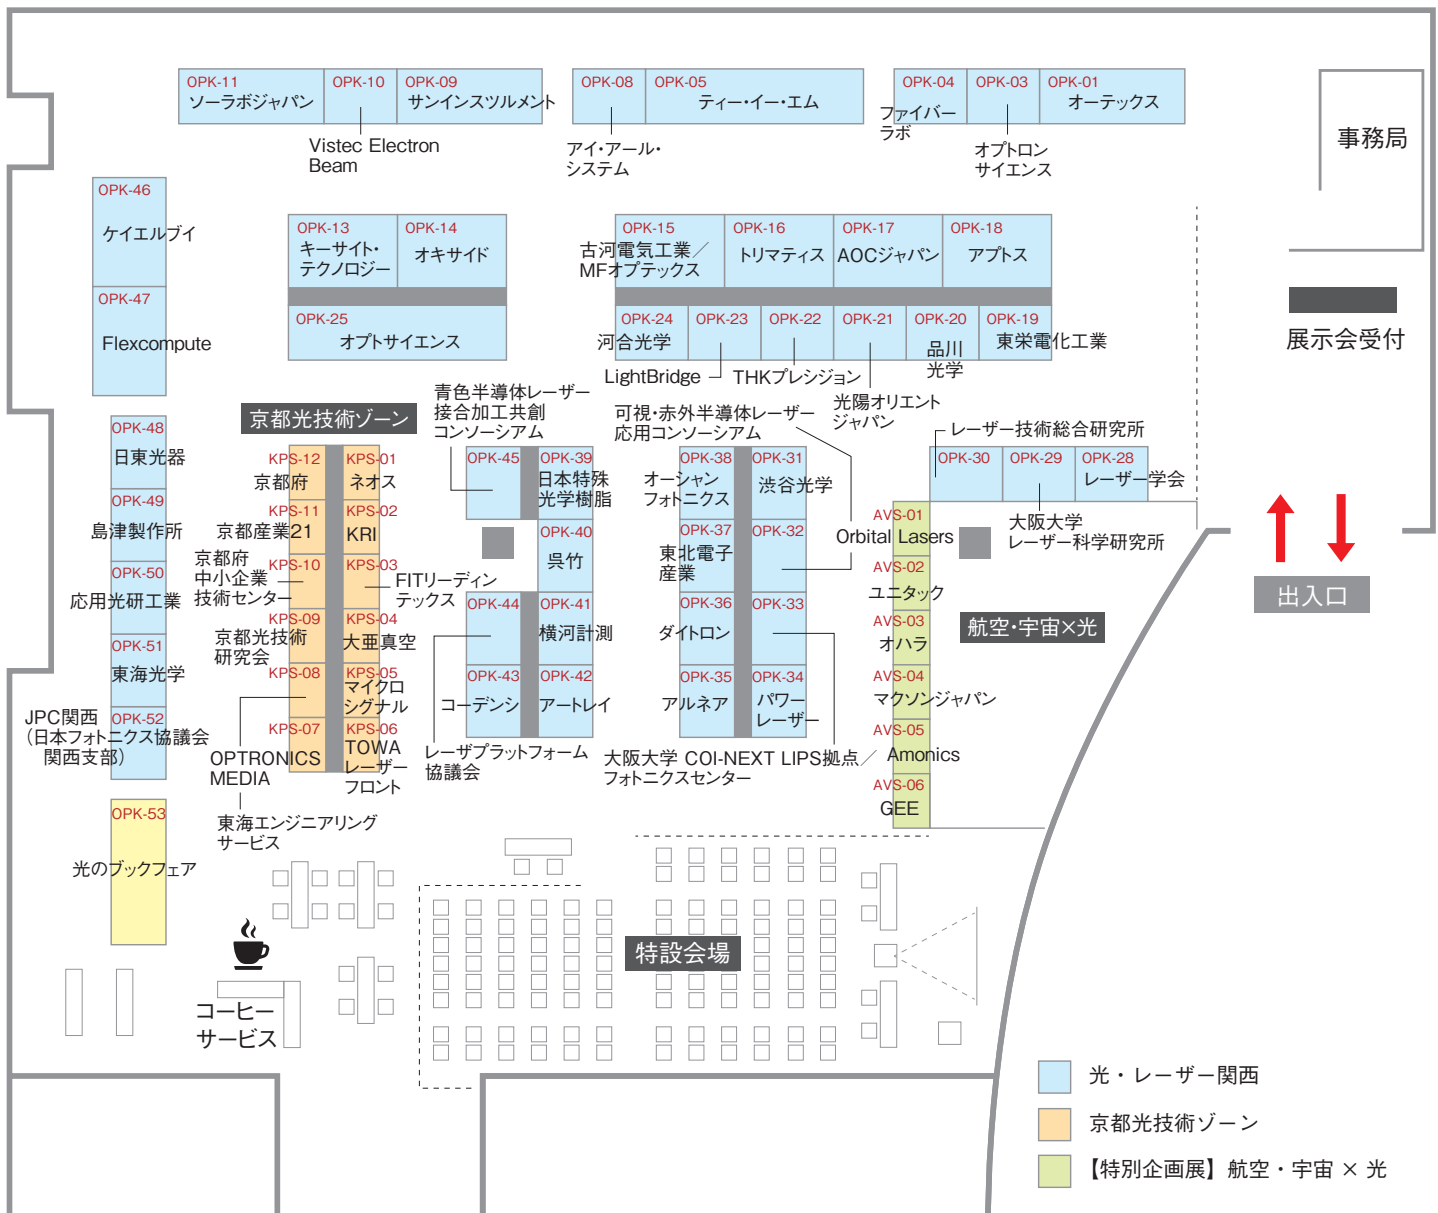 OPK-11
ソーラボジャパン
OPK-10
Vistec Electron
Beam
OPK-09
サンインスツルメント
OPK-08
アイ・アール・
システム
OPK-05
ティー・イー・エム
OPK-04
ファイバー
ラボ
OPK-03
オプトロン
サイエンス
OPK-01
オーテックス
事務局
展示会受付
出入口
OPK-46
ケイエルブイ
OPK-47
Flexcompute
OPK-13
キーサイト・
テクノロジー
OPK-14
オキサイド
OPK-25
オプトサイエンス
OPK-15
古河電気工業／
MFオプテックス
OPK-16
トリマティス
OPK-17
AOCジャパン
OPK-18
アプトス
OPK-24
河合光学
OPK-23
LightBridge
OPK-22
THKプレシジョン
OPK-21
光陽オリエント
ジャパン
OPK-20
品川
光学
OPK-19
東栄電化工業
OPK-48
日東光器
OPK-49
島津製作所
OPK-50
応用光研工業
OPK-51
東海光学
OPK-52
JPC関西
（日本フォトニクス協議会
関西支部）
OPK-53
光のブックフェア
京都光技術ゾーン
KPS-12
京都府
KPS-01
ネオス
KPS-11
京都産業21
KPS-02
KRI
KPS-10
京都府
中小企業
技術センター
KPS-03
FITリーディン
テックス
KPS-09
京都光技術
研究会
KPS-04
大亜真空
KPS-08
OPTRONICS
MEDIA
KPS-05
マイクロ
シグナル
KPS-07
東海エンジニアリング
サービス
KPS-06
TOWA
レーザー
フロント
青色半導体レーザー
接合加工共創
コンソーシアム
OPK-45
OPK-39
日本特殊
光学樹脂
OPK-40
呉竹
OPK-44
レーザプラットフォーム
協議会
OPK-41
横河計測
OPK-43
コーデンシ
OPK-42
アートレイ
可視・赤外半導体レーザー
応用コンソーシアム
OPK-38
オーシャン
フォトニクス
OPK-31
渋谷光学
OPK-37
東北電子
産業
OPK-32
OPK-36
ダイトロン
OPK-33
大阪大学 COI-NEXT LIPS拠点／
フォトニクスセンター
OPK-35
アルネア
OPK-34
パワー
レーザー
レーザー技術総合研究所
OPK-30
OPK-29
大阪大学
レーザー科学研究所
OPK-28
レーザー学会
AVS-01
Orbital Lasers
AVS-02
ユニタック
AVS-03
オハラ
AVS-04
マクソンジャパン
AVS-05
Amonics
AVS-06
GEE
航空・宇宙×光
特設会場
コーヒー
サービス
光・レーザー関西
京都光技術ゾーン
【特別企画展】航空・宇宙 × 光